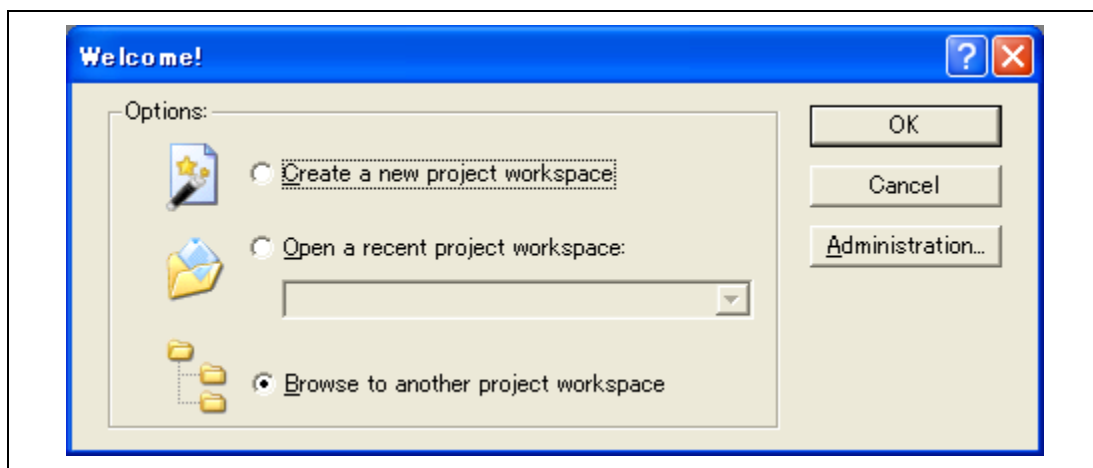 Welcome!
Options:
Create a new project workspace
Open a recent project workspace:
Browse to another project workspace
OK
Cancel
Administration...